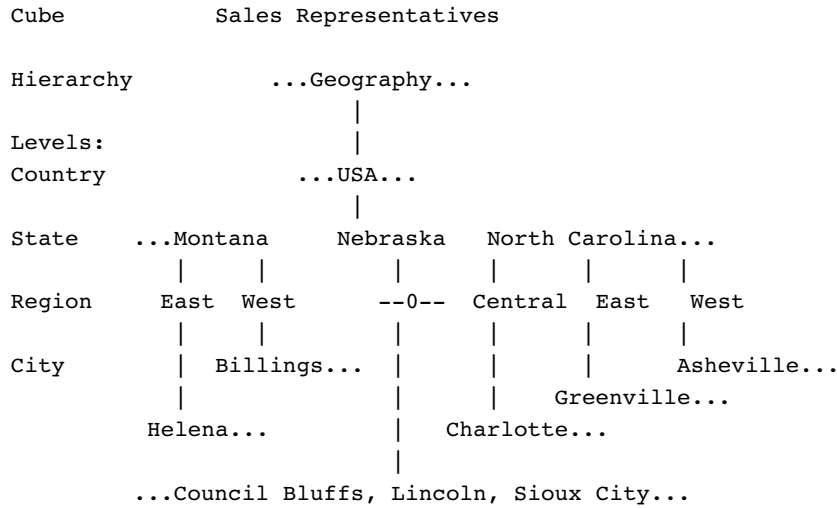 Cube Sales Representatives
Hierarchy ...Geography...
Levels:
Country ...USA...
State ...Montana Nebraska North Carolina...
Region East West --0-- Central East West
City Billings... Asheville...
Greenville...
Helena... Charlotte...
...Council Bluffs, Lincoln, Sioux City...